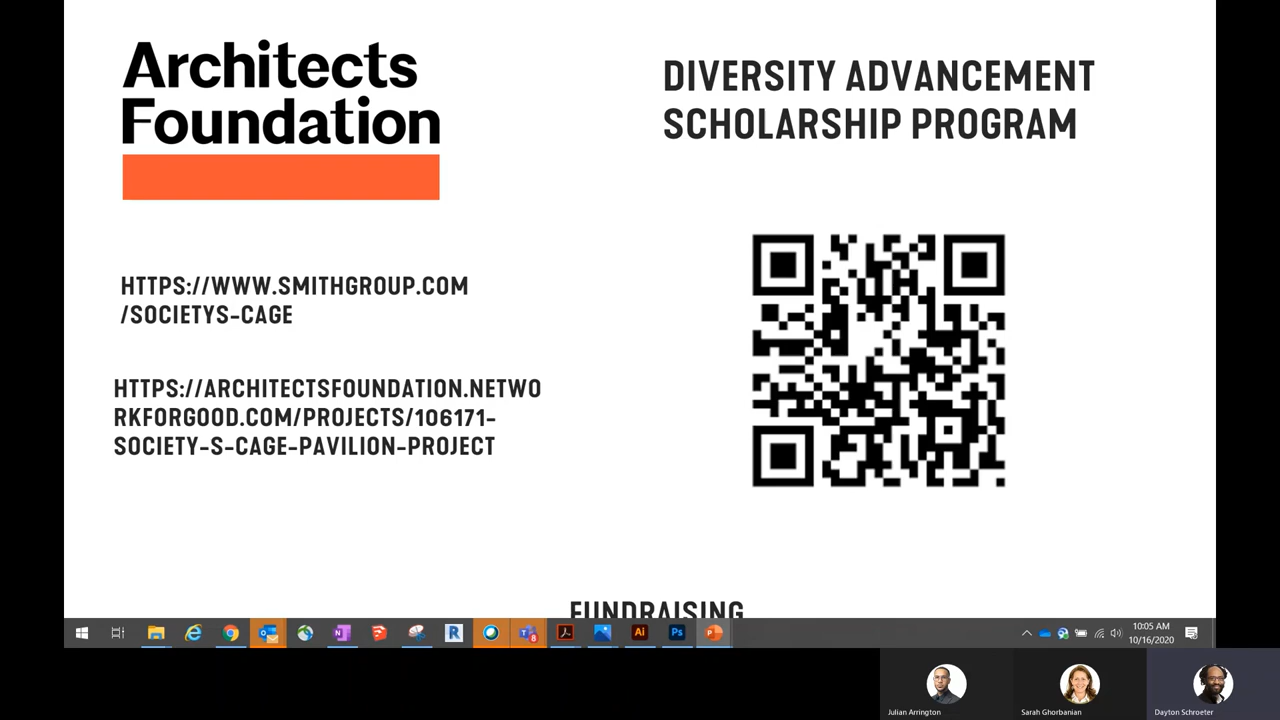 Architects
Foundation
DIVERSITY ADVANCEMENT
SCHOLARSHIP PROGRAM
HTTPS://WWW.SMITHGROUP.COM
/SOCIETYS-CAGE
HTTPS://ARCHITECTSFOUNDATION.NETWO
RKFORGOOD.COM/PROJECTS/106171-
SOCIETY-S-CAGE-PAVILION-PROJECT
FUNDRAISING
10:05 AM
10/16/2020
Julian Arrington
Sarah Ghorbanian
Dayton Schroeter